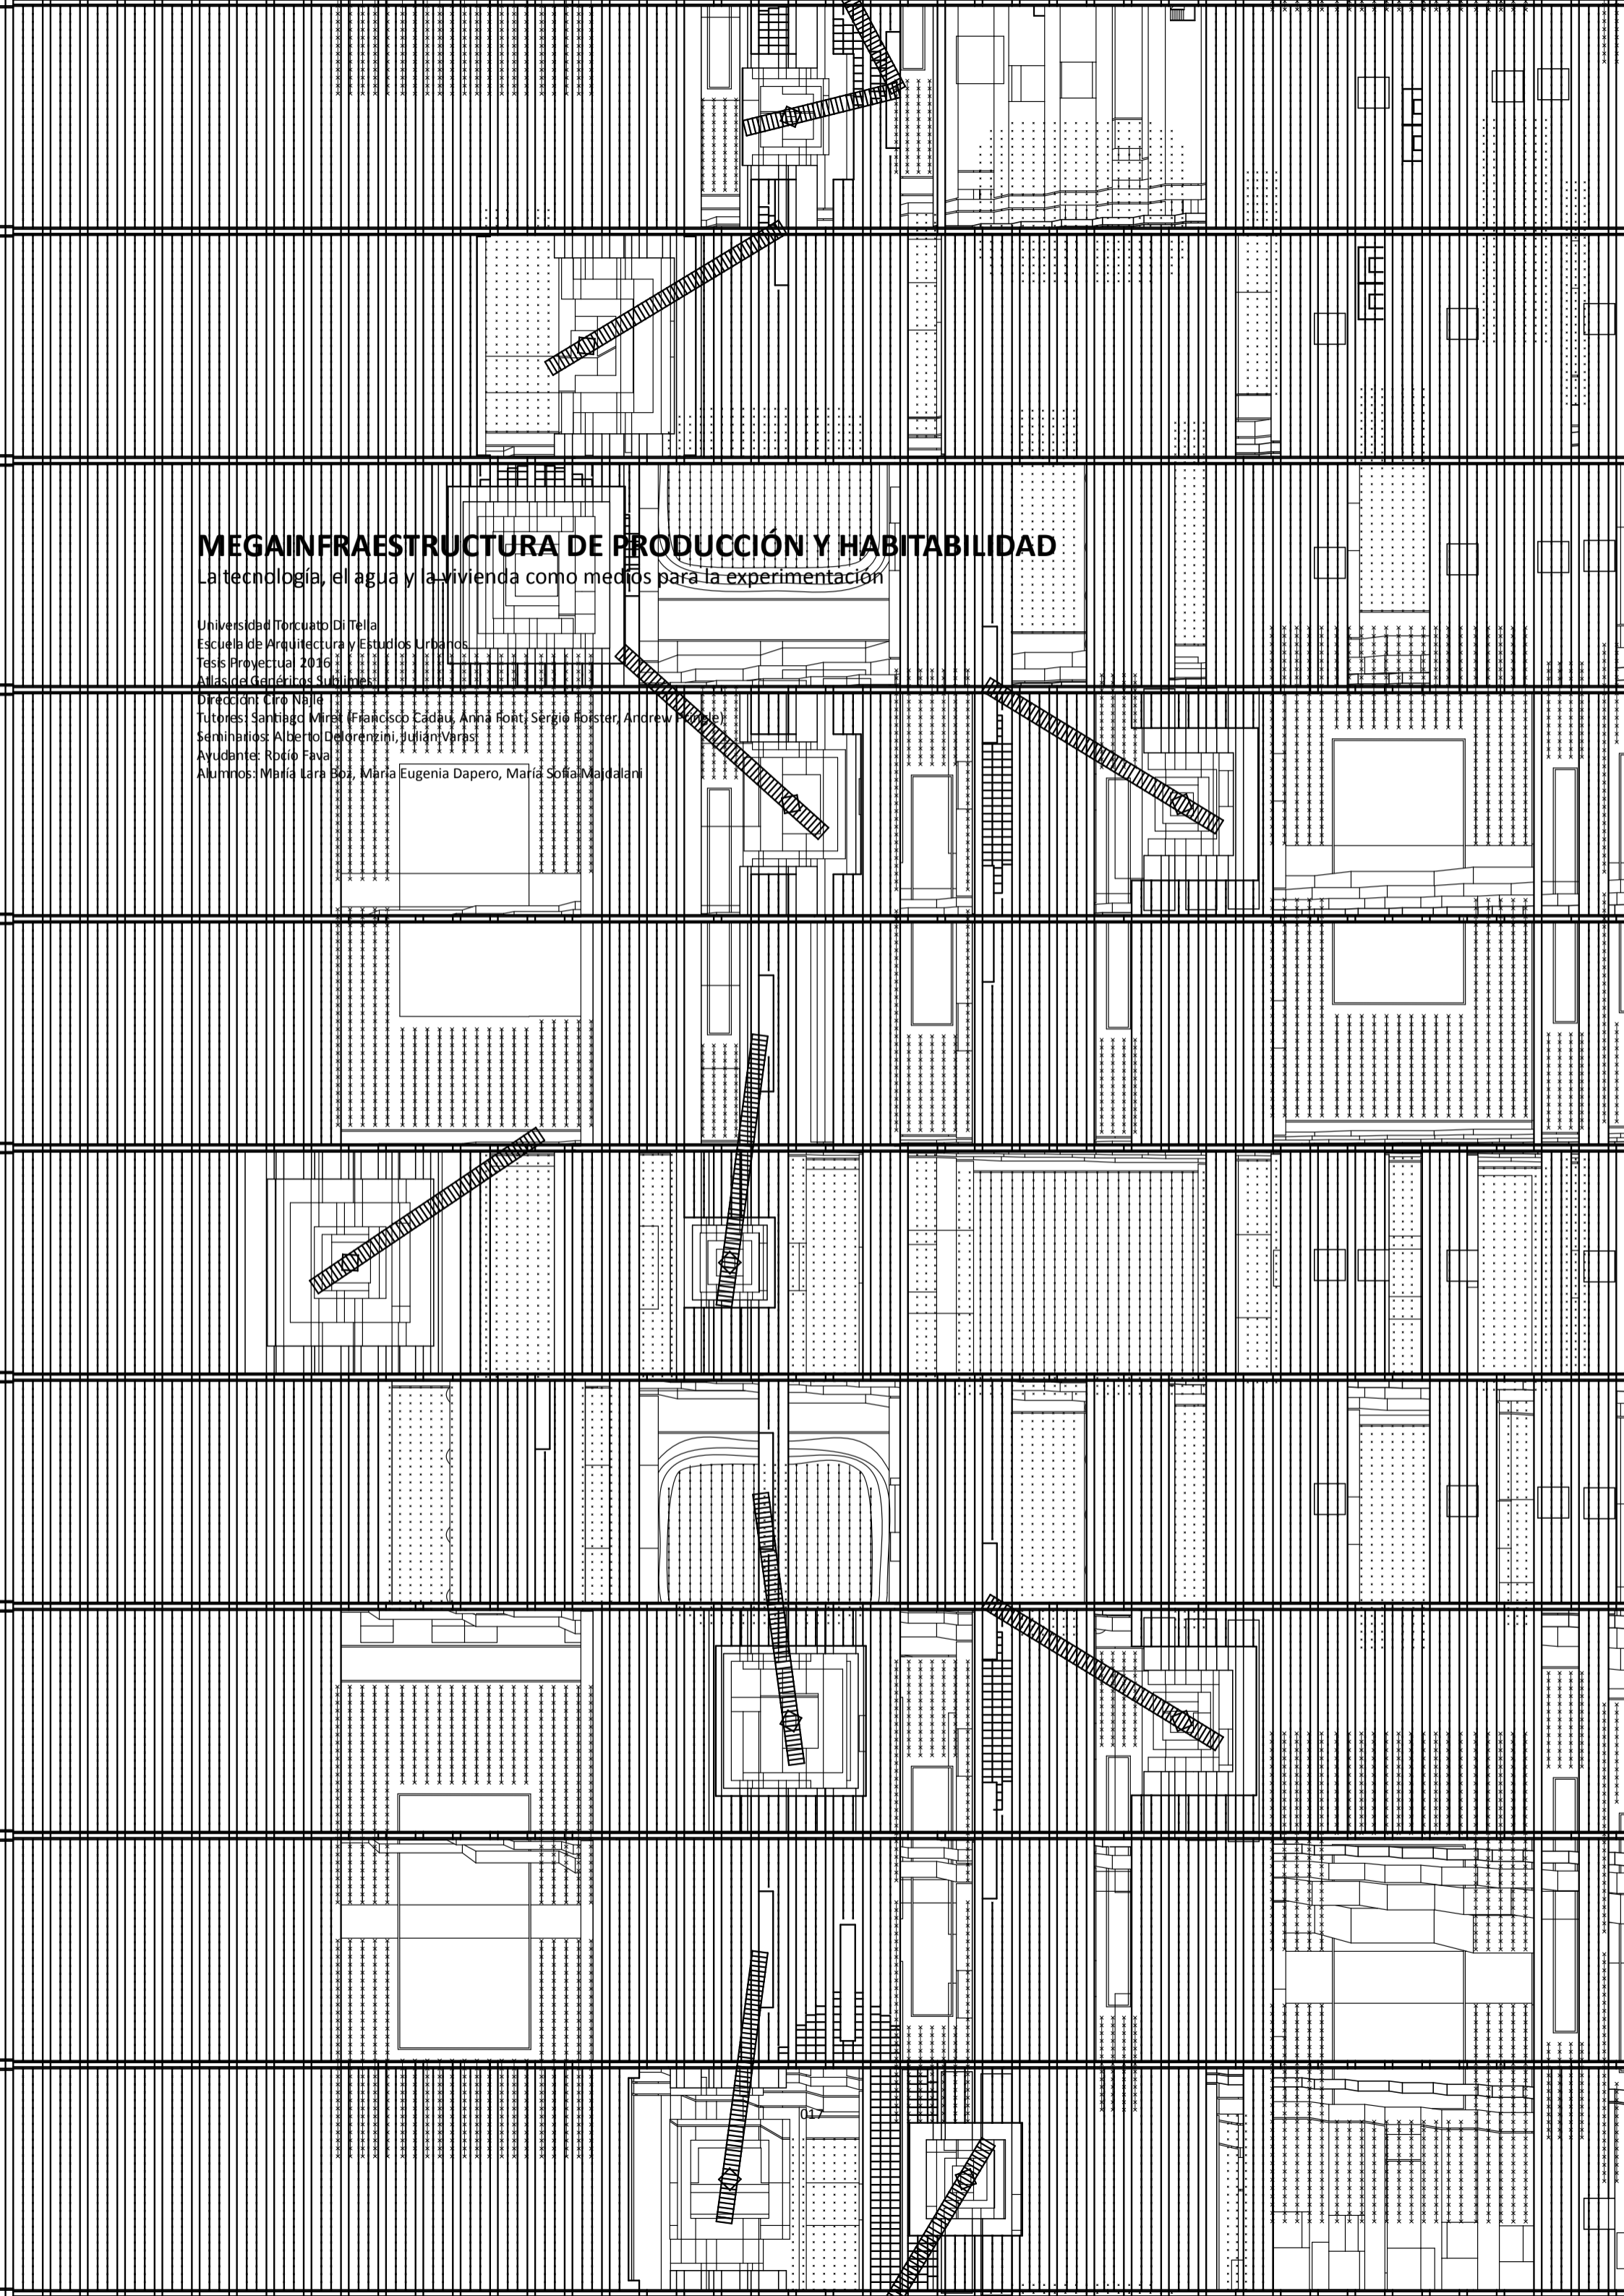 MEGAINFRAESTRUCTURA DE PRODUCCIÓN Y HABITABILIDAD
La tecnología, el agua y la vivienda como medios para la experimentación
Universidad Torcuato Di Tella
Escuela de Arquitectura y Estudios Urbanos
Tesis Proyectual 2016
Atlas de Genéricos Sublimes
Dirección: Ciro Najle
Tutores: Santiago Miret (Francisco Cadau, Anna Font, Sergio Forster, Andrew Pringle)
Seminarios: Alberto Delorenzini, Julián Varas
Ayudante: Rocío Fava
Alumnos: María Lara Boz, María Eugenia Dapero, María Sofía Majdalani
017